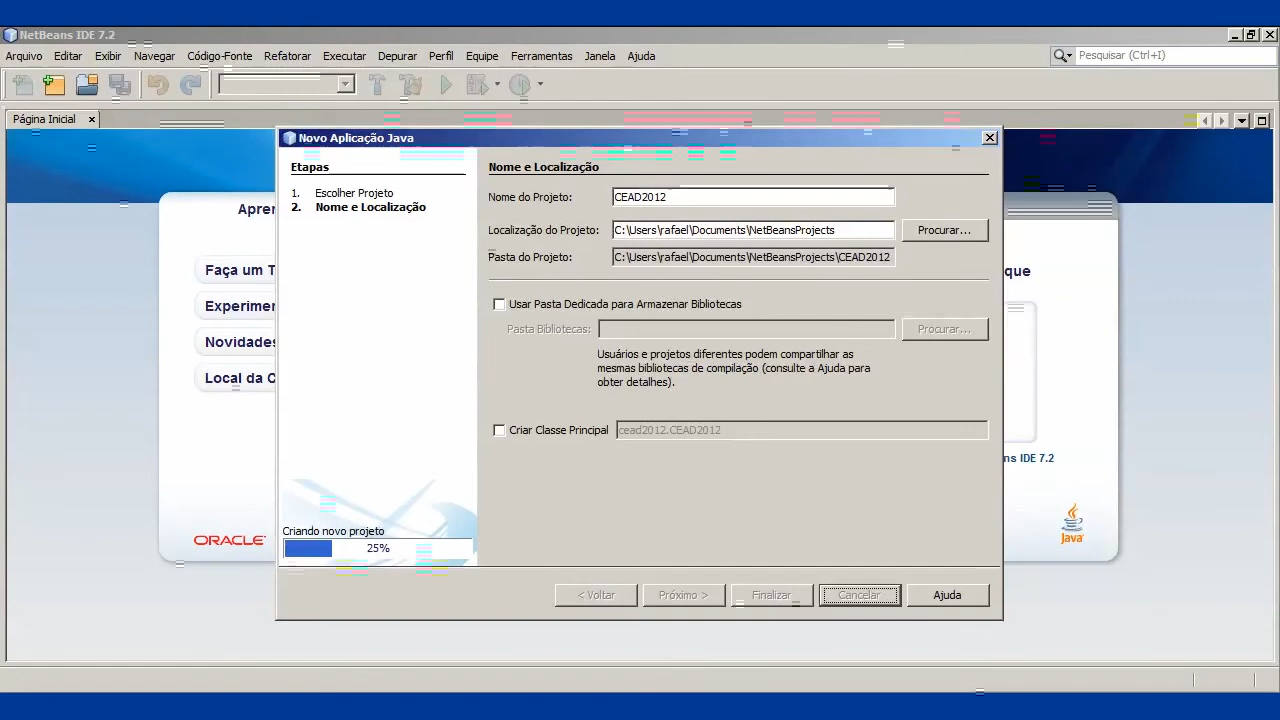 NetBeans IDE 7.2
Arquivo Editar Exibir Navegar Código-Fonte Refatorar Executar Depurar Perfil Equipe Ferramentas Janela Ajuda
Pesquisar (Ctrl+I)
Página Inicial
Novo Aplicação Java
Etapas
1. Escolher Projeto
2. Nome e Localização
Nome e Localização
Nome do Projeto: CEAD2012
Localização do Projeto: C:\Users\rafael\Documents\NetBeansProjects Procurar...
Pasta do Projeto: C:\Users\rafael\Documents\NetBeansProjects\CEAD2012
Usar Pasta Dedicada para Armazenar Bibliotecas
Pasta Bibliotecas: Procurar...
Usuários e projetos diferentes podem compartilhar as
mesmas bibliotecas de compilação (consulte a Ajuda para
obter detalhes).
Criar Classe Principal cead2012.CEAD2012
Criando novo projeto
25%
< Voltar Próximo > Finalizar Cancelar Ajuda
Apren
Faça um T
Experimen
Novidades
Local da C
ORACLE
que
ns IDE 7.2
Java